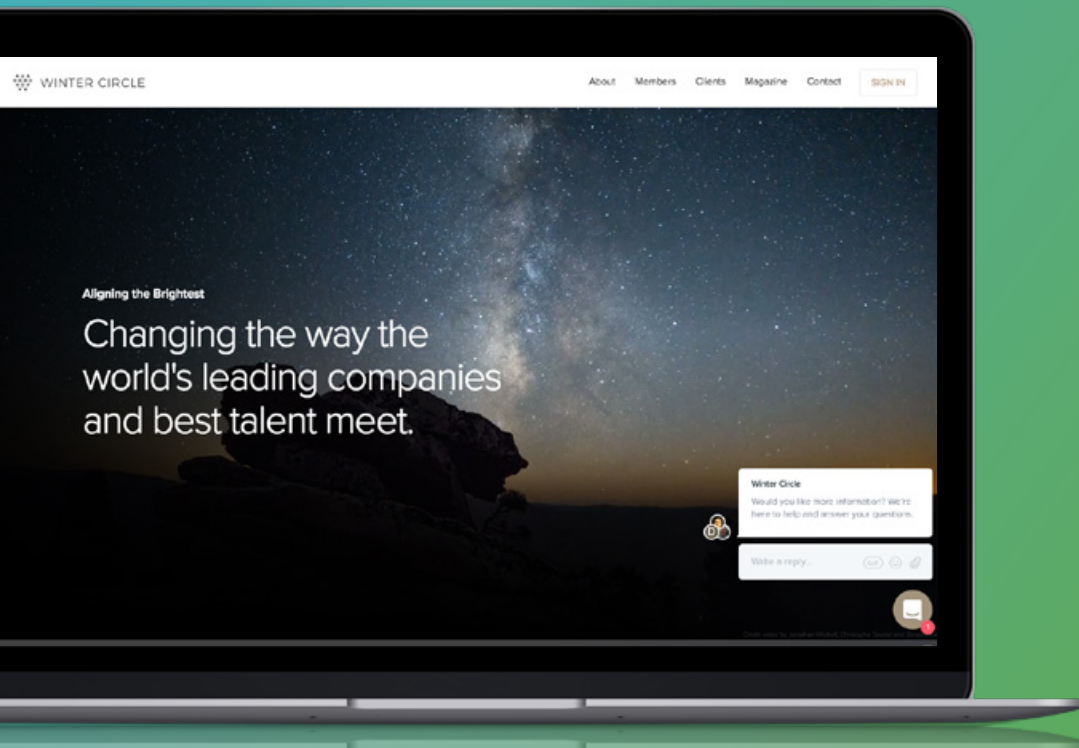 WINTER CIRCLE
About Members Clients Magazine Contact SIGN IN
Aligning the Brightest
Changing the way the
world's leading companies
and best talent meet.
Winter Circle
Would you like more information? We're
here to help and answer your questions.
D
Write a reply..
GIF
1